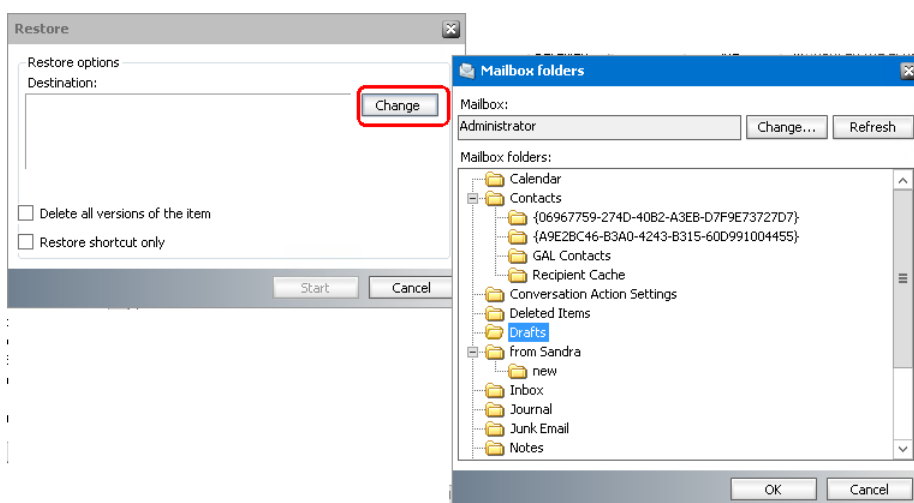 Restore
Restore options
Destination:
Change
Delete all versions of the item
Restore shortcut only
Start
Cancel
Mailbox folders
Mailbox:
Administrator
Change...
Refresh
Mailbox folders:
Calendar
Contacts
{06967759-274D-40B2-A3EB-D7F9E73727D7}
{A9E2BC46-B3A0-4243-B315-60D991004455}
GAL Contacts
Recipient Cache
Conversation Action Settings
Deleted Items
Drafts
from Sandra
new
Inbox
Journal
Junk Email
Notes
OK
Cancel